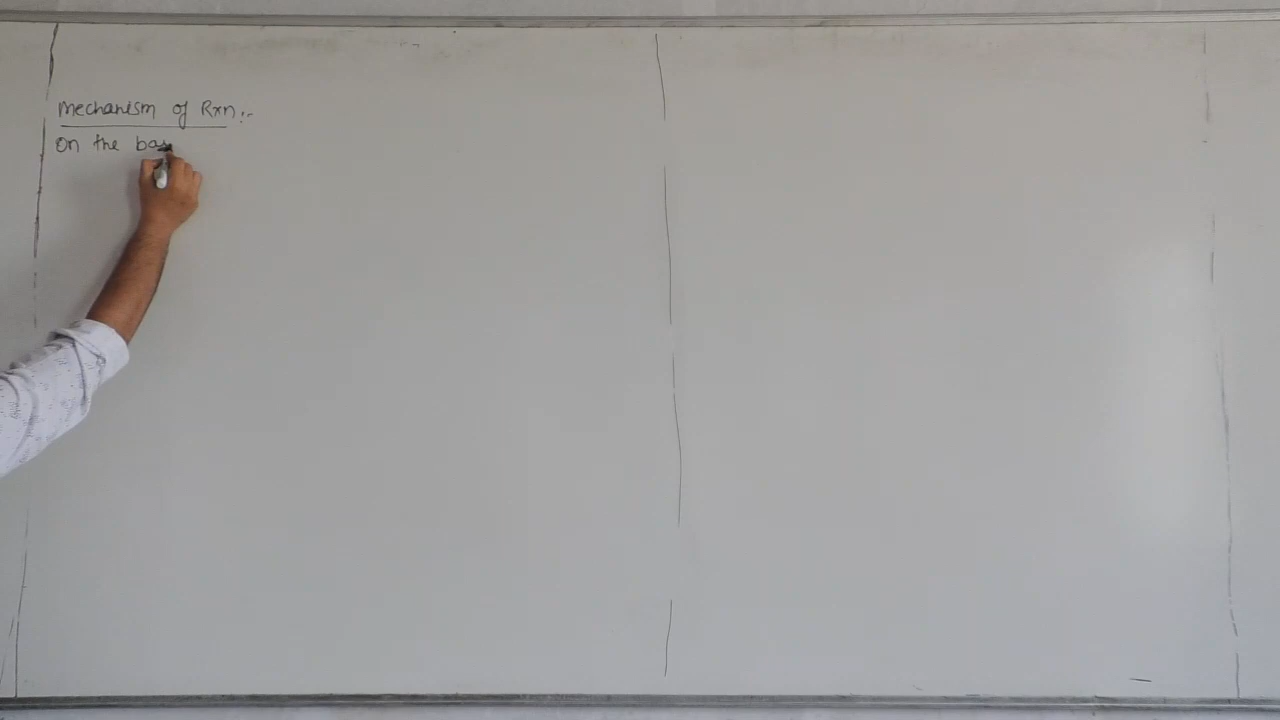 Mechanism of Rxn:-
On the bas